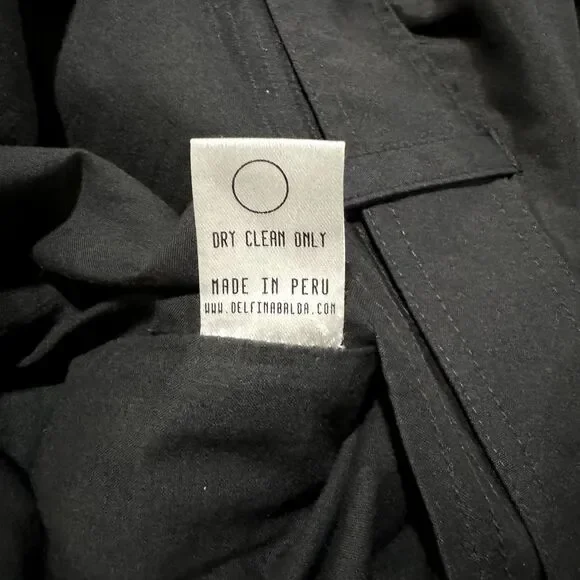 DRY CLEAN ONLY
MADE IN PERU
WWW.DELFINABALDA.COM